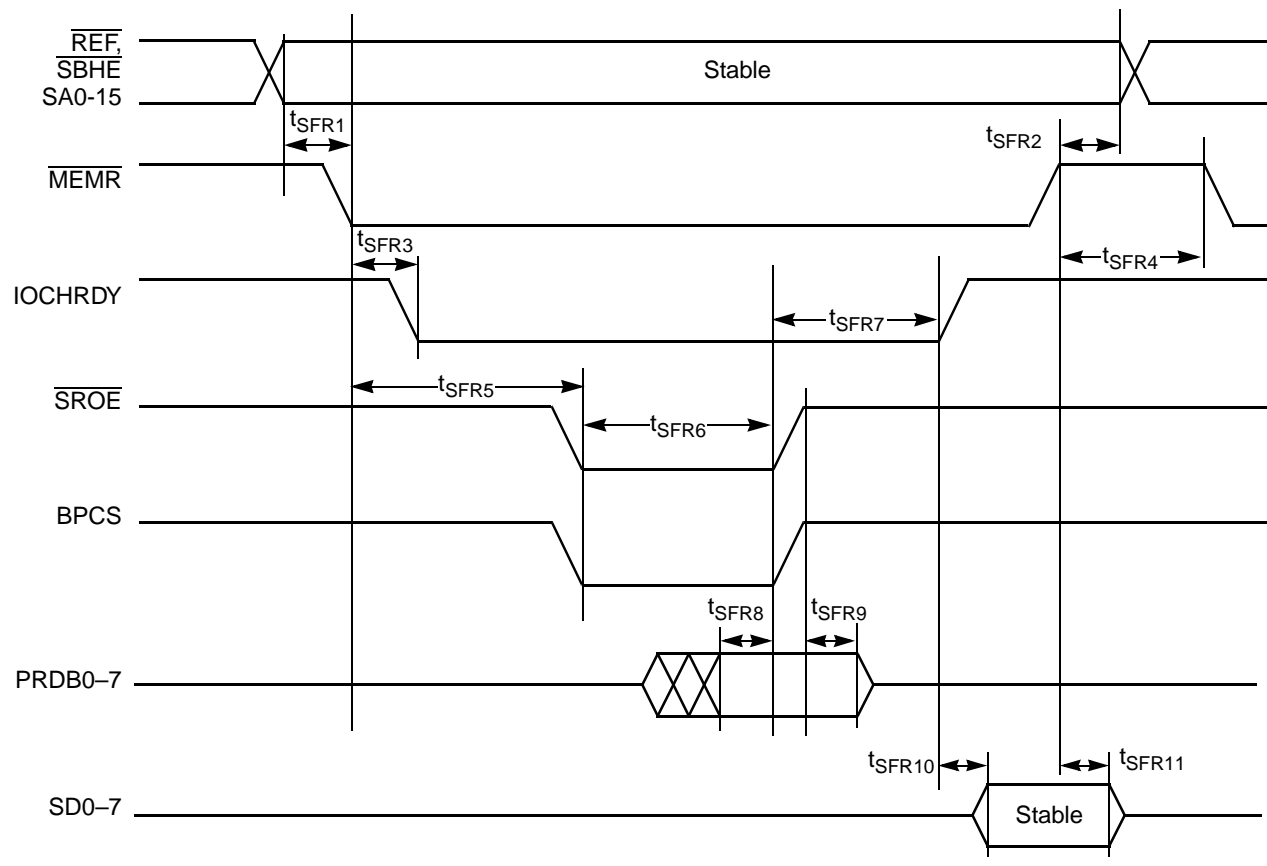 REF,
SBHE
SA0-15
Stable
tSFR1
tSFR2
MEMR
tSFR3
tSFR4
IOCHRDY
tSFR7
SROE
tSFR5
tSFR6
BPCS
tSFR8
tSFR9
PRDB0–7
tSFR10
tSFR11
SD0–7
Stable